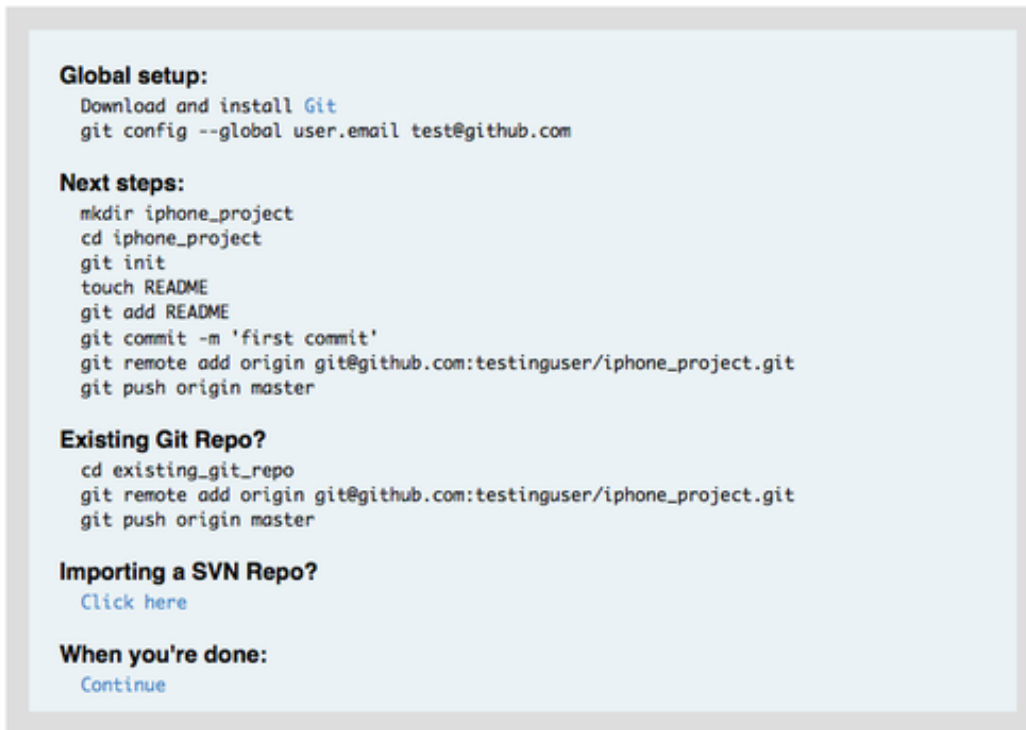 Global setup:
Download and install Git
git config --global user.email test@github.com
Next steps:
mkdir iphone_project
cd iphone_project
git init
touch README
git add README
git commit -m 'first commit'
git remote add origin git@github.com:testinguser/iphone_project.git
git push origin master
Existing Git Repo?
cd existing_git_repo
git remote add origin git@github.com:testinguser/iphone_project.git
git push origin master
Importing a SVN Repo?
Click here
When you're done:
Continue